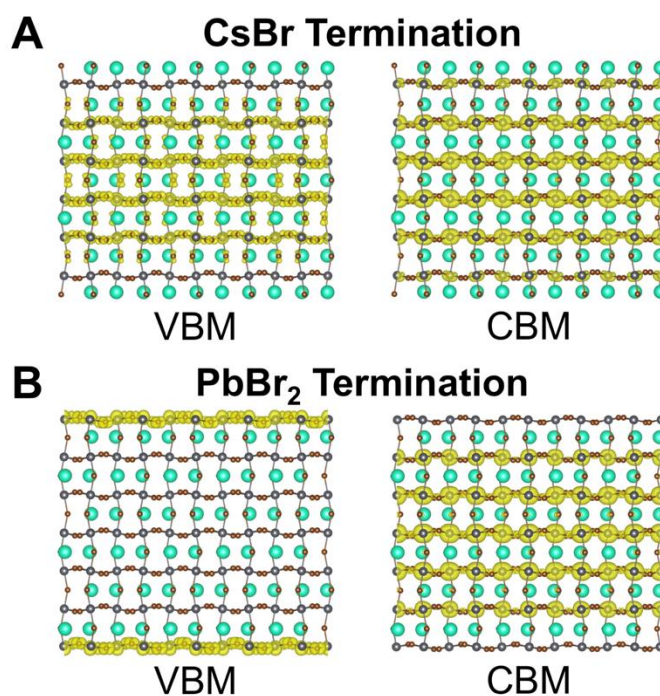 A
CsBr Termination
VBM
CBM
B
PbBr₂ Termination
VBM
CBM